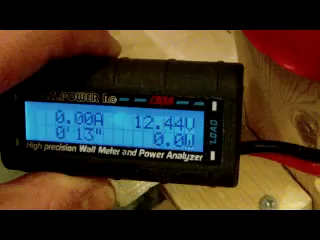 POWER
0.00A 12.44V
0'13" 0.0W
LOAD
High precision Watt Meter and Power Analyzer